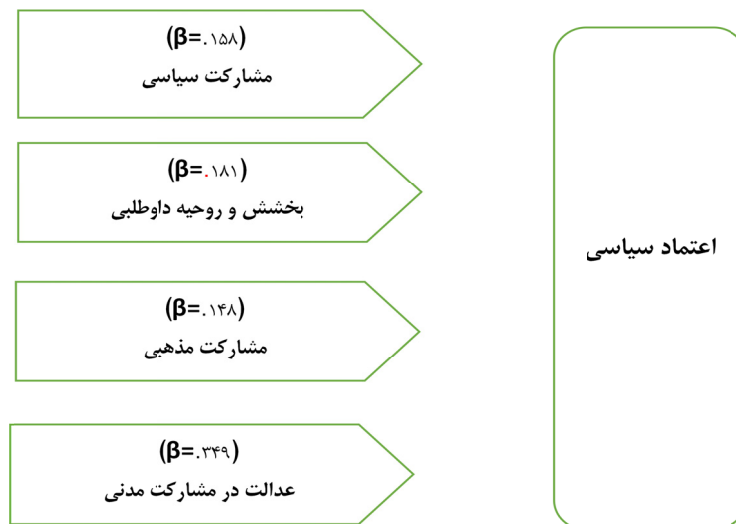 (β=.۱۵۸)
مشارکت سیاسی
(β=.۱۸۱)
بخشش و روحیه داوطلبی
(β=.۱۴۸)
مشارکت مذهبی
(β=.۳۴۹)
عدالت در مشارکت مدنی
اعتماد سیاسی